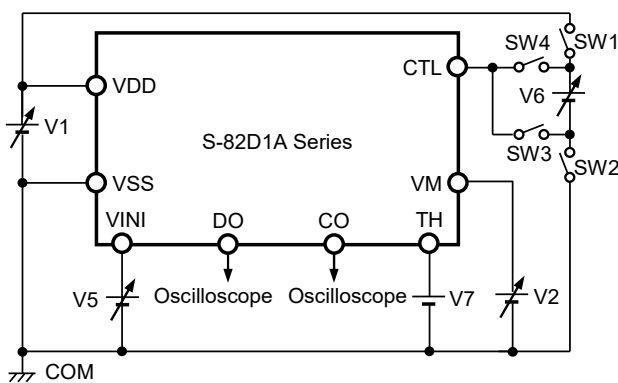 SW1
SW4
CTL
VDD
V6
V1
S-82D1A Series
SW3
SW2
VSS
VM
VINI
DO
CO
TH
V5
Oscilloscope
Oscilloscope
V7
V2
COM